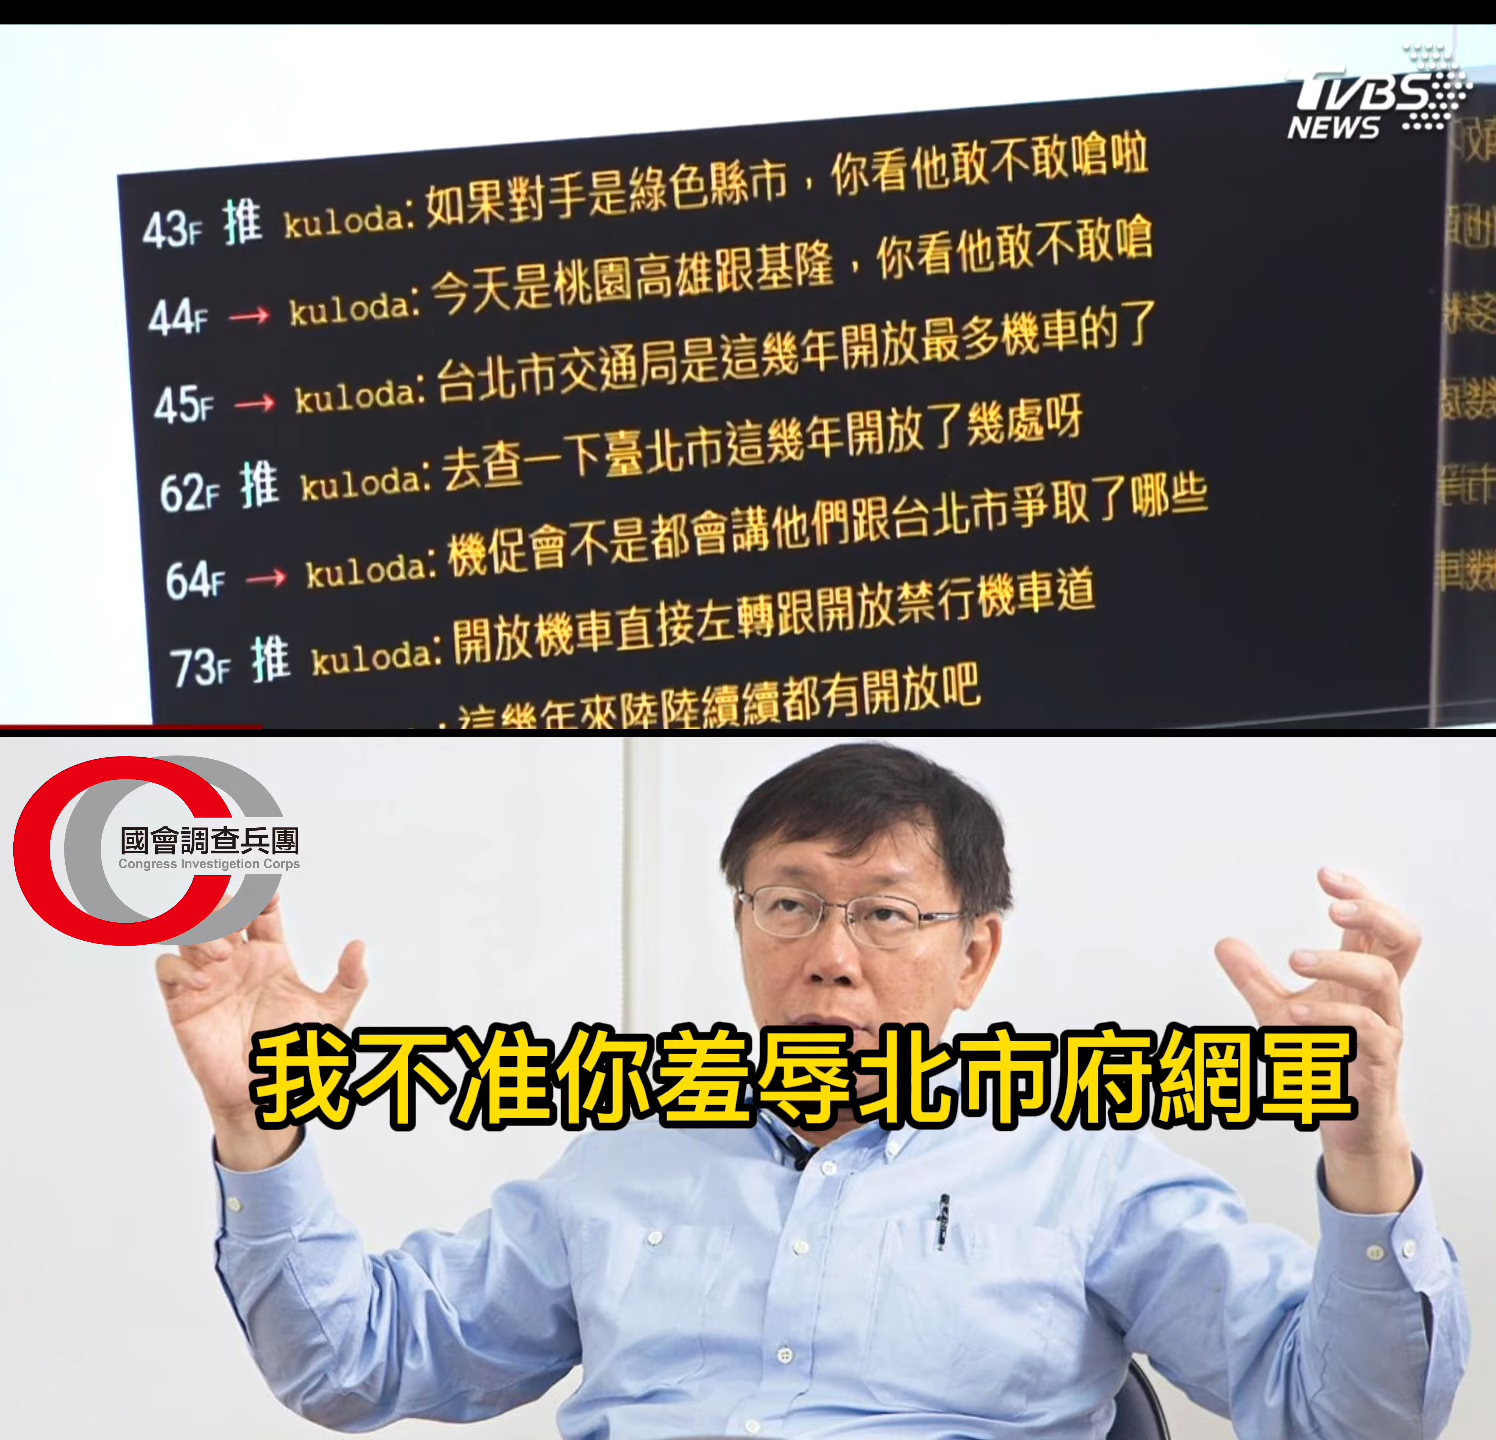 TVBS
NEWS
43F 推 kuloda: 如果對手是綠色縣市，你看他敢不敢嗆啦
44F → kuloda: 今天是桃園高雄跟基隆，你看他敢不敢嗆
45F → kuloda: 台北市交通局是這幾年開放最多機車的了
62F 推 kuloda: 去查一下臺北市這幾年開放了幾處呀
64F → kuloda: 機促會不是都會講他們跟台北市爭取了哪些
73F 推 kuloda: 開放機車直接左轉跟開放禁行機車道
這幾年來陸陸續續都有開放吧
國會調查兵團
Congress Investigetion Corps
我不准你羞辱北市府網軍